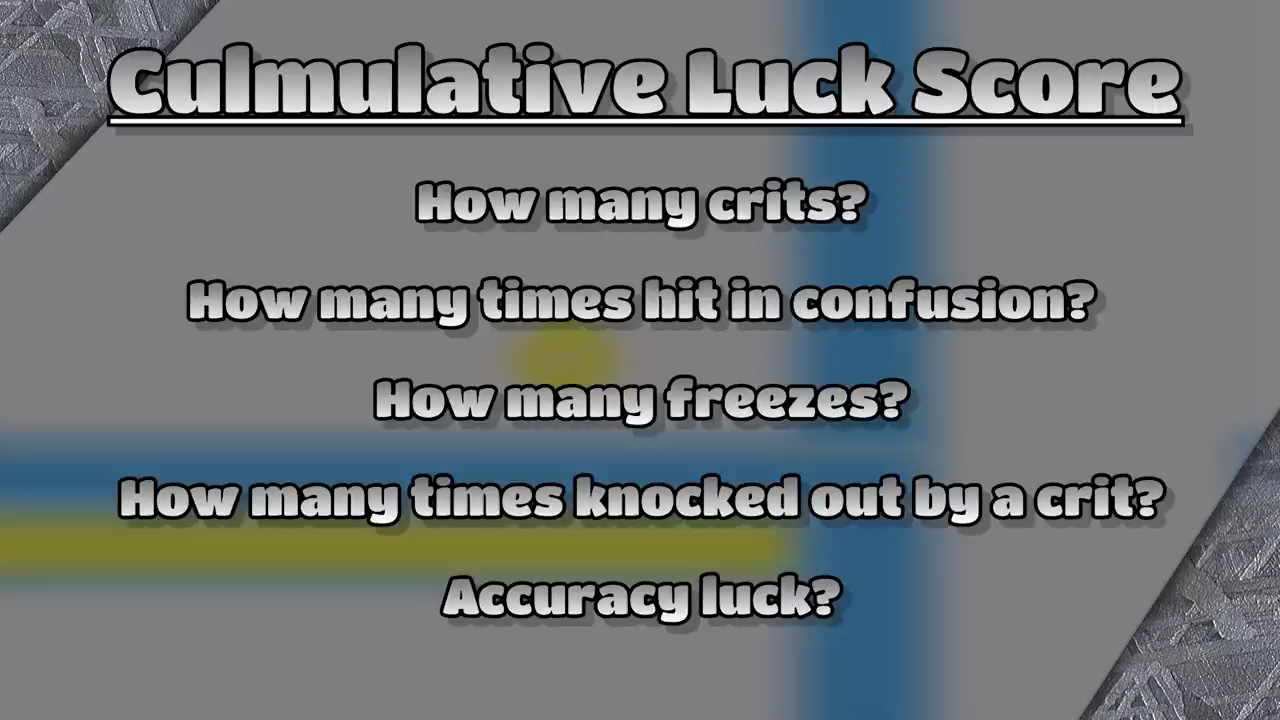 Culmulative Luck Score
How many crits?
How many times hit in confusion?
How many freezes?
How many times knocked out by a crit?
Accuracy luck?